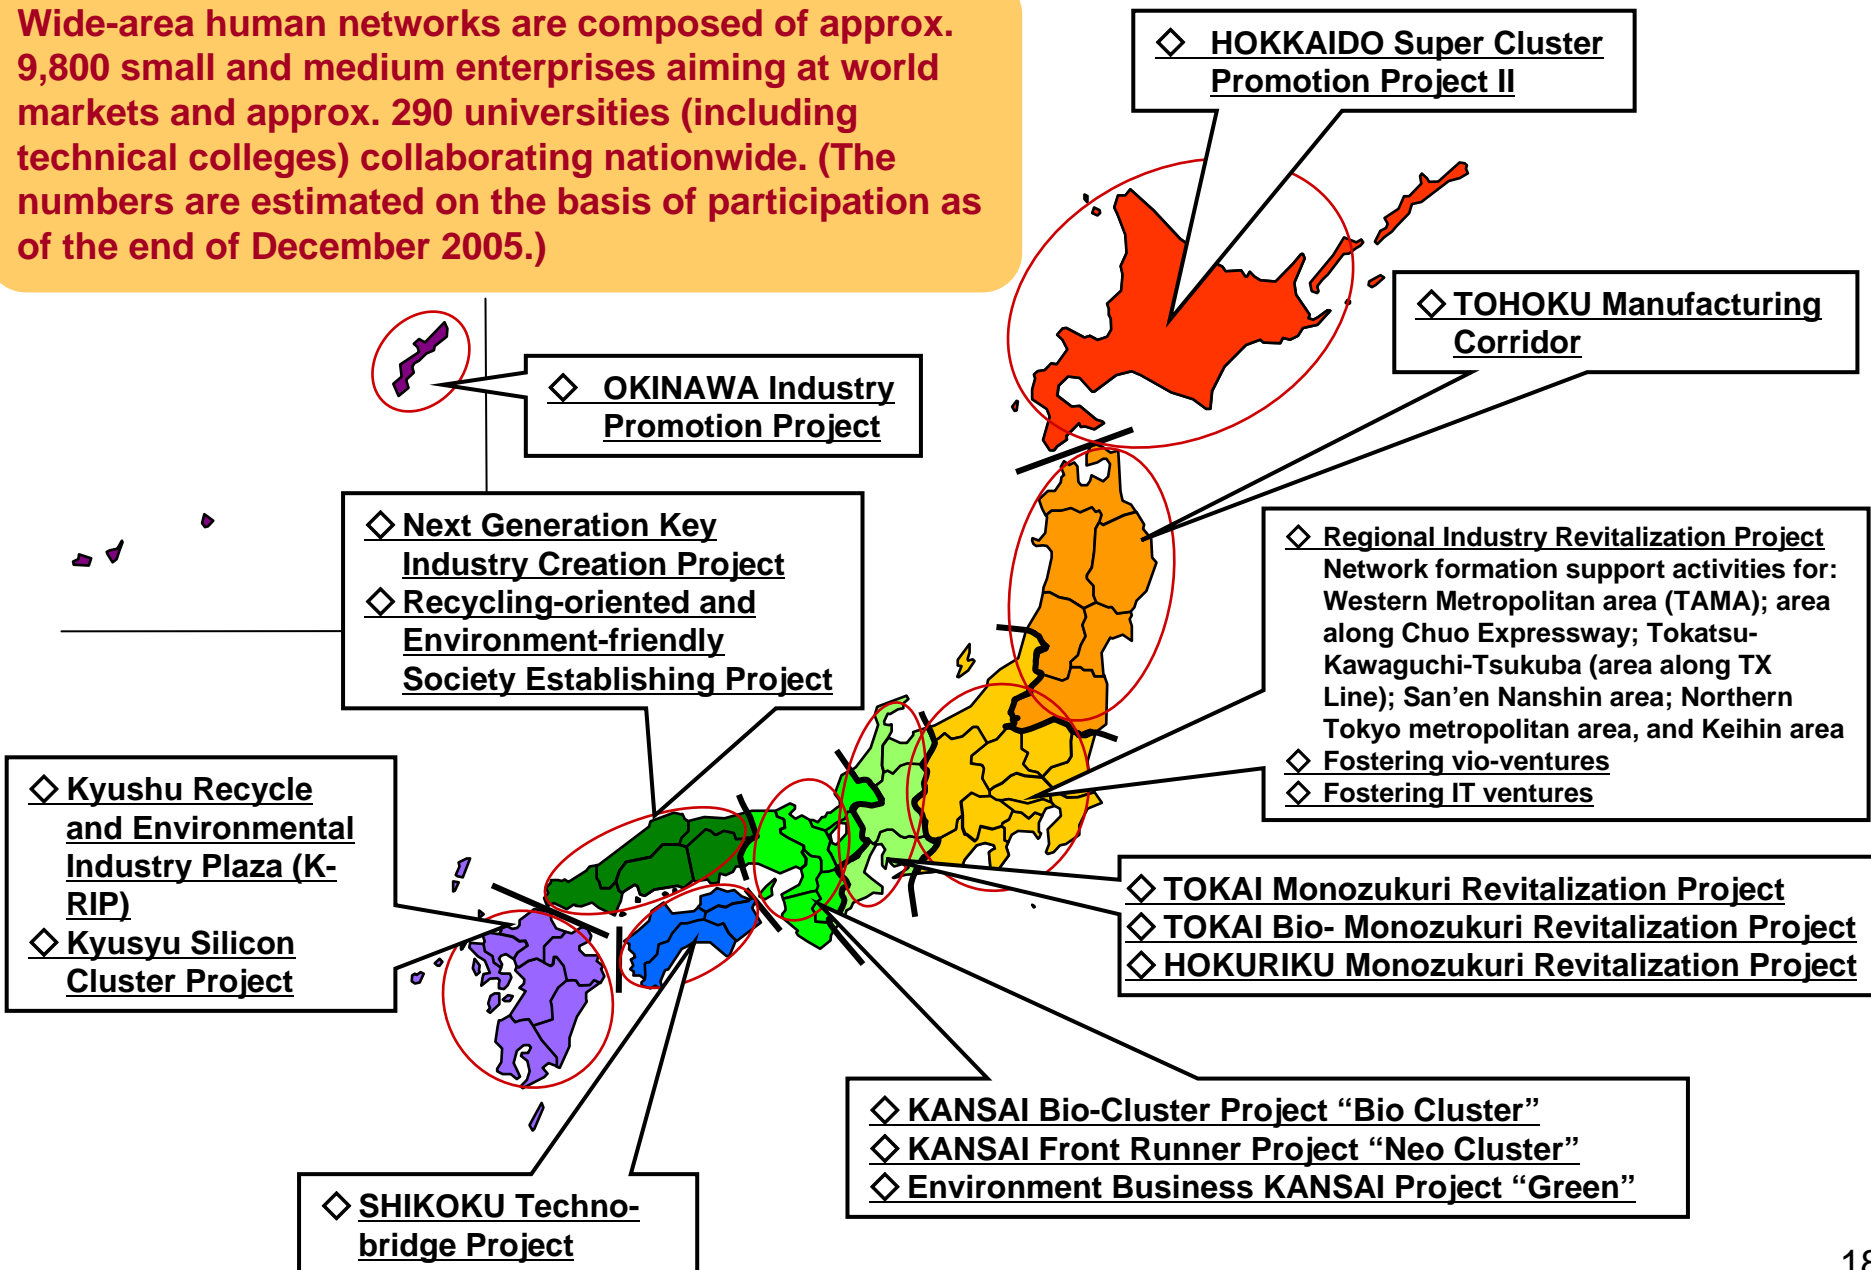 Wide-area human networks are composed of approx.
9,800 small and medium enterprises aiming at world
markets and approx. 290 universities (including
technical colleges) collaborating nationwide. (The
numbers are estimated on the basis of participation as
of the end of December 2005.)
◇ HOKKAIDO Super Cluster
Promotion Project II
◇ TOHOKU Manufacturing
Corridor
◇ OKINAWA Industry
Promotion Project
◇ Next Generation Key
Industry Creation Project
◇ Recycling-oriented and
Environment-friendly
Society Establishing Project
◇ Regional Industry Revitalization Project
Network formation support activities for:
Western Metropolitan area (TAMA); area
along Chuo Expressway; Tokatsu-
Kawaguchi-Tsukuba (area along TX
Line); San’en Nanshin area; Northern
Tokyo metropolitan area, and Keihin area
◇ Fostering vio-ventures
◇ Fostering IT ventures
◇ Kyushu Recycle
and Environmental
Industry Plaza (K-
RIP)
◇ Kyusyu Silicon
Cluster Project
◇ TOKAI Monozukuri Revitalization Project
◇ TOKAI Bio- Monozukuri Revitalization Project
◇ HOKURIKU Monozukuri Revitalization Project
◇ KANSAI Bio-Cluster Project “Bio Cluster”
◇ KANSAI Front Runner Project “Neo Cluster”
◇ Environment Business KANSAI Project “Green”
◇ SHIKOKU Techno-
bridge Project
18